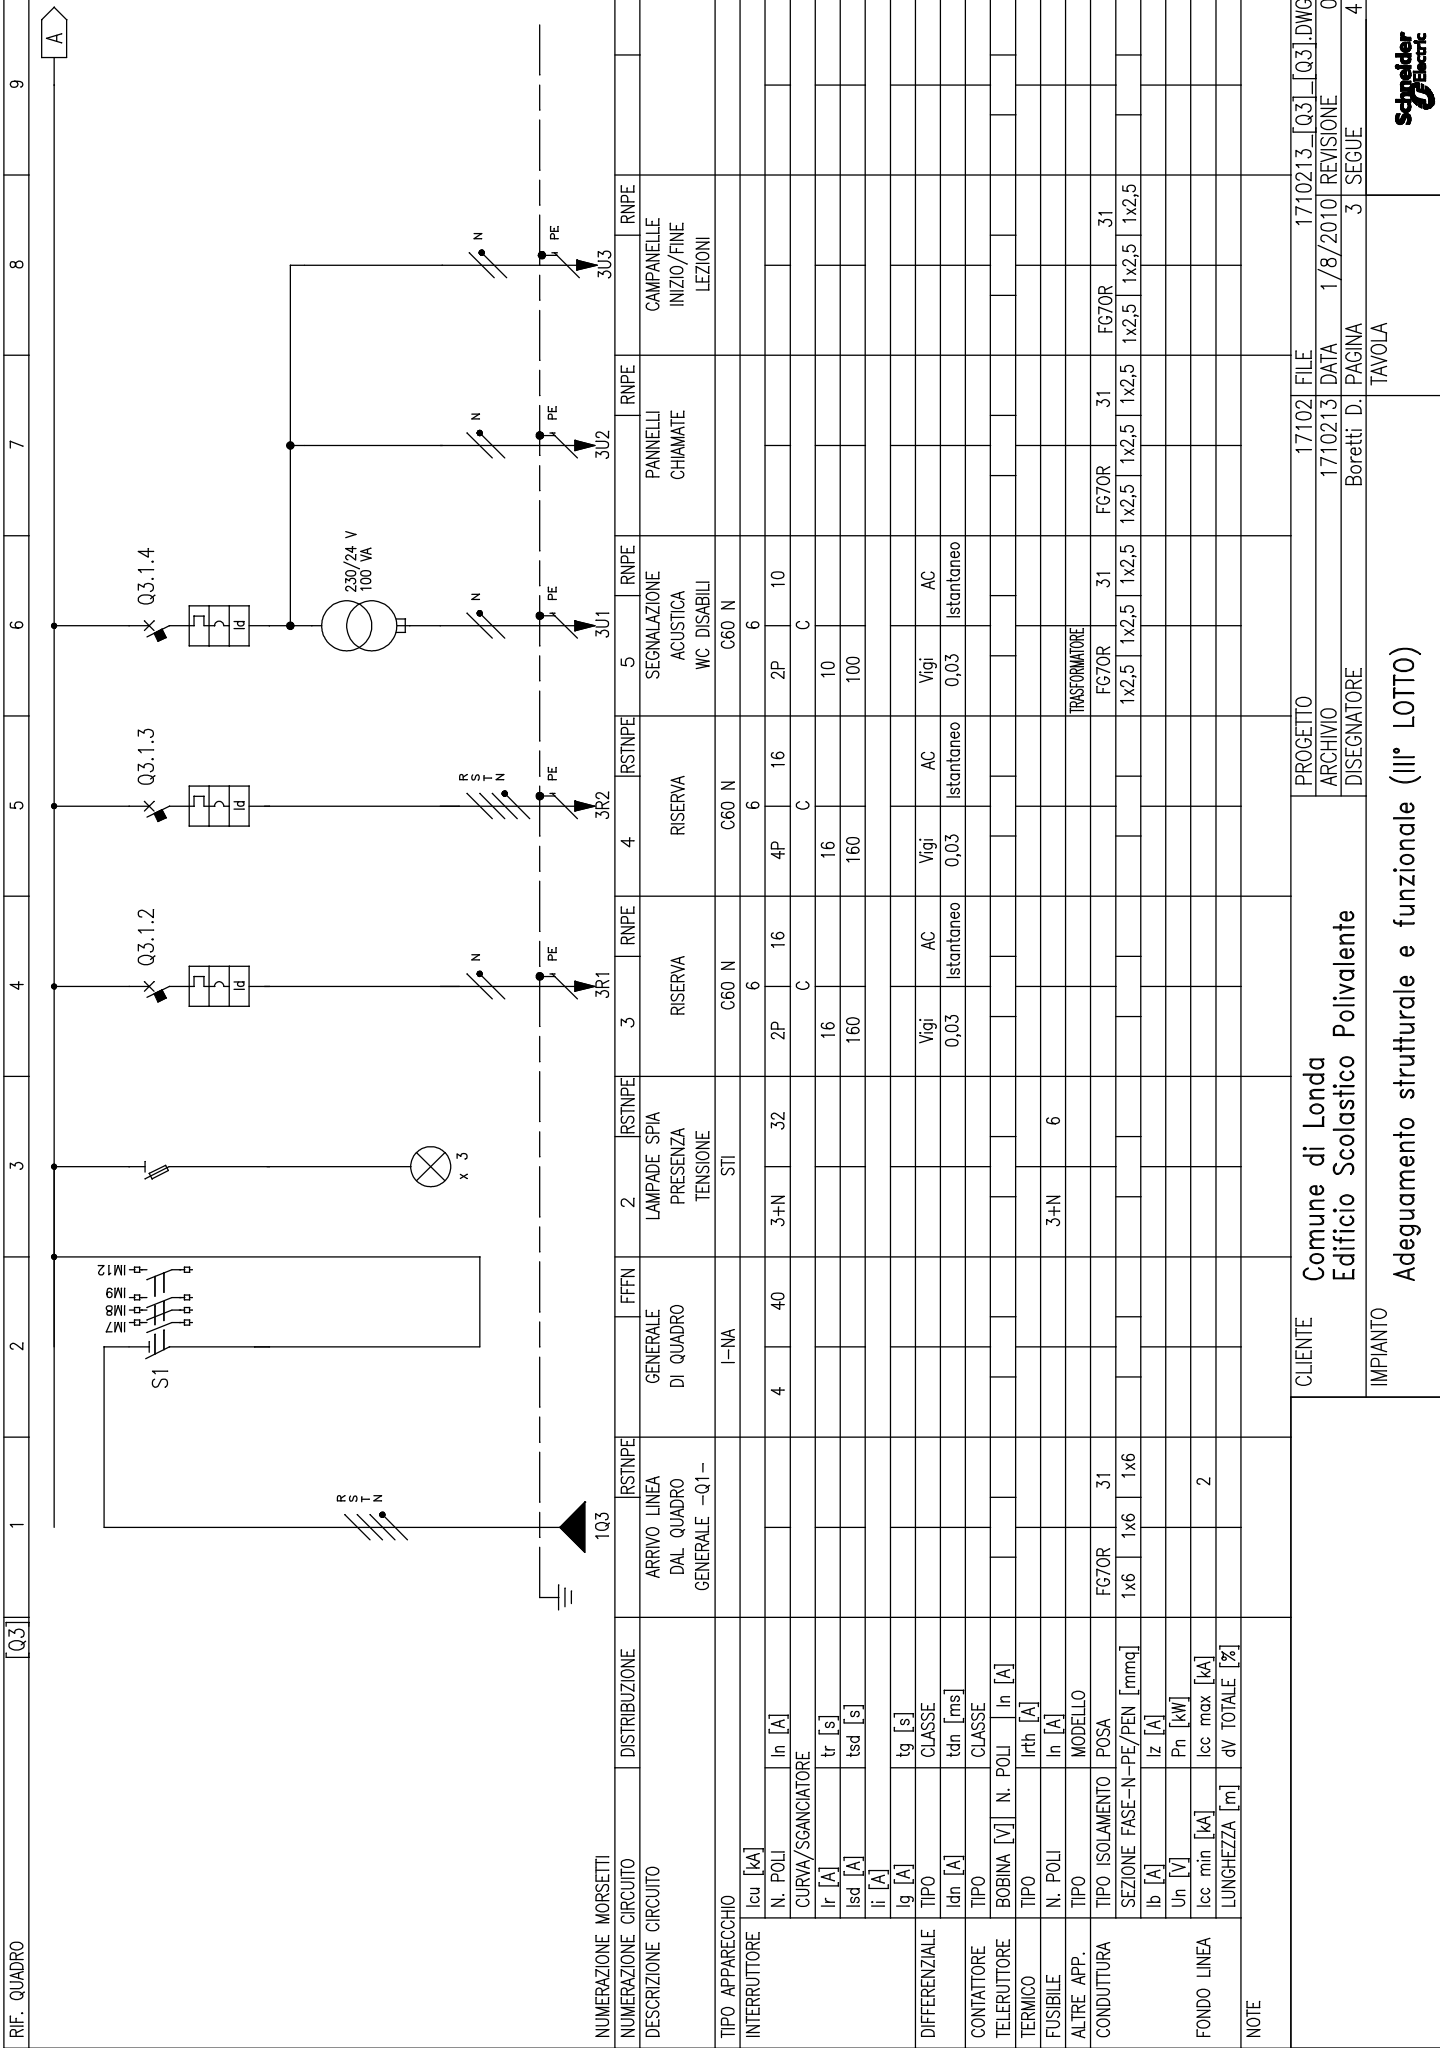 RIF. QUADRO [Q3] 1 2 3 4 5 6 7 8 9
A
S1
IM7 IM8 IM9 IM12
Q3.1.2 Q3.1.3 Q3.1.4
Id Id Id
230/24 V
100 VA
x 3
R S T N
N
R S T N
N
N
N
PE PE PE PE PE
NUMERAZIONE MORSETTI 1Q3 3R1 3R2 3U1 3U2 3U3
NUMERAZIONE CIRCUITO DISTRIBUZIONE RSTNPE FFFN 2 RSTNPE 3 RNPE 4 RSTNPE 5 RNPE RNPE RNPE
DESCRIZIONE CIRCUITO
ARRIVO LINEA
DAL QUADRO
GENERALE -Q1-
GENERALE
DI QUADRO
LAMPADE SPIA
PRESENZA
TENSIONE
RISERVA
RISERVA
SEGNALAZIONE
ACUSTICA
WC DISABILI
PANNELLI
CHIAMATE
CAMPANELLE
INIZIO/FINE
LEZIONI
TIPO APPARECCHIO I-NA STI C60 N C60 N C60 N
INTERRUTTORE Icu [kA] 6 6 6
N. POLI In [A] 4 40 3+N 32 2P 16 4P 16 2P 10
CURVA/SGANCIATORE C C C
Ir [A] tr [s] 16 16 10
Isd [A] tsd [s] 160 160 100
Ii [A]
Ig [A] tg [s]
DIFFERENZIALE TIPO CLASSE Vigi AC Vigi AC Vigi AC
Idn [A] tdn [ms] 0,03 Istantaneo 0,03 Istantaneo 0,03 Istantaneo
CONTATTORE TIPO CLASSE
TELERUTTORE BOBINA [V] N. POLI In [A]
TERMICO TIPO Irth [A]
FUSIBILE N. POLI In [A] 3+N 6
ALTRE APP. TIPO MODELLO TRASFORMATORE
CONDUTTURA TIPO ISOLAMENTO POSA FG7OR 31 FG7OR 31 FG7OR 31 FG7OR 31
SEZIONE FASE-N-PE/PEN [mmq] 1x6 1x6 1x6 1x2,5 1x2,5 1x2,5 1x2,5 1x2,5 1x2,5 1x2,5 1x2,5 1x2,5
Ib [A] Iz [A]
Un [V] Pn [kW]
FONDO LINEA Icc min [kA] Icc max [kA] 2
LUNGHEZZA [m] dV TOTALE [%]
NOTE
CLIENTE Comune di Londa
Edificio Scolastico Polivalente
IMPIANTO
Adeguamento strutturale e funzionale (III° LOTTO)
PROGETTO 17102 FILE 1710213_[Q3]_[Q3].DWG
ARCHIVIO 1710213 DATA 1/8/2010 REVISIONE 0
DISEGNATORE Boretti D. PAGINA 3 SEGUE 4
TAVOLA
Schneider
Electric